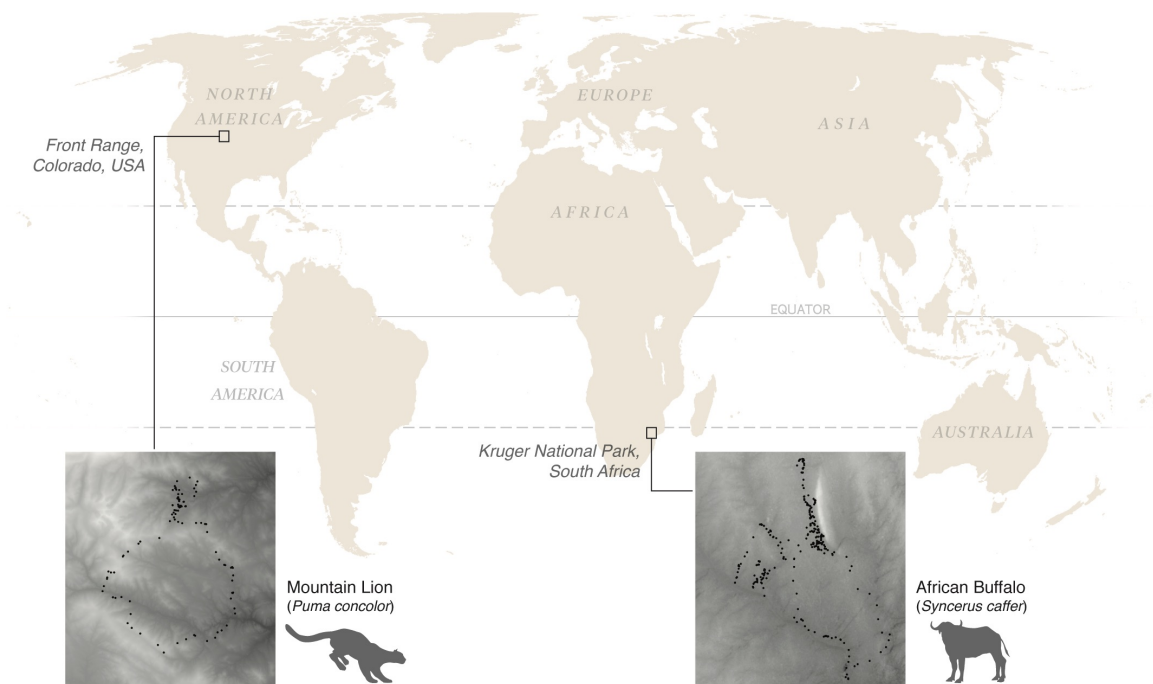 NORTH
AMERICA
EUROPE
ASIA
Front Range,
Colorado, USA
AFRICA
EQUATOR
SOUTH
AMERICA
AUSTRALIA
Kruger National Park,
South Africa
Mountain Lion
(Puma concolor)
African Buffalo
(Syncerus caffer)